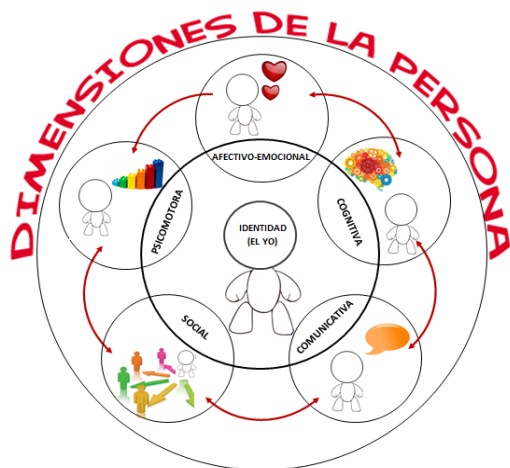 DIMENSIONES DE LA PERSONA
AFECTIVO-EMOCIONAL
PSICOMOTORA
COGNITIVA
IDENTIDAD
(EL YO)
SOCIAL
COMUNICATIVA